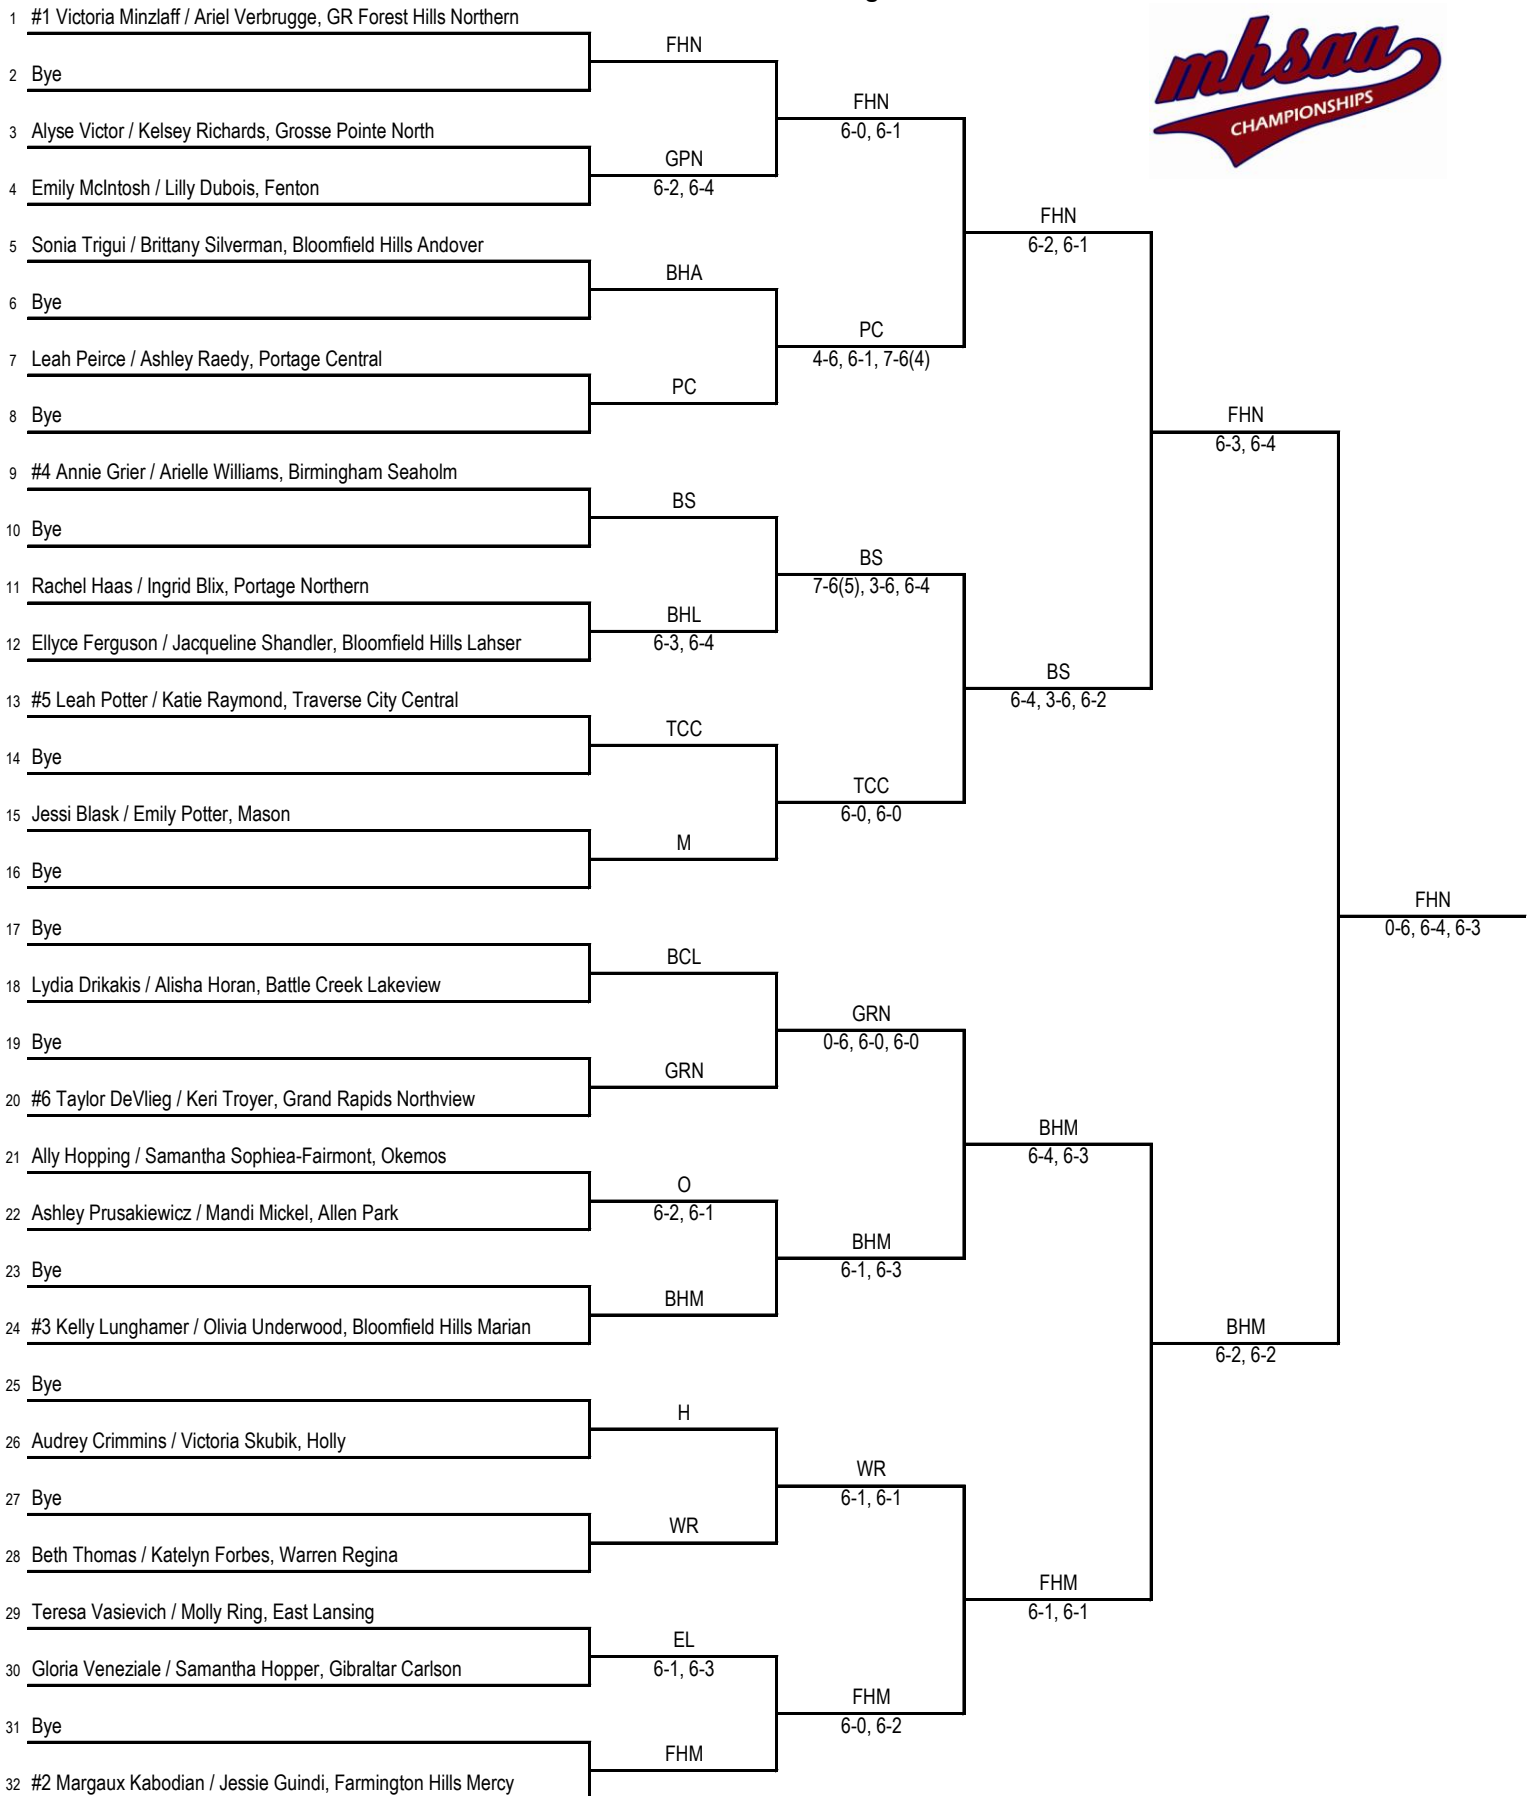 1 #1 Victoria Minzlaff / Ariel Verbrugge, GR Forest Hills Northern
FHN
2 Bye
FHN
6-0, 6-1
3 Alyse Victor / Kelsey Richards, Grosse Pointe North
GPN
6-2, 6-4
4 Emily McIntosh / Lilly Dubois, Fenton
FHN
6-2, 6-1
5 Sonia Trigui / Brittany Silverman, Bloomfield Hills Andover
BHA
6 Bye
PC
4-6, 6-1, 7-6(4)
7 Leah Peirce / Ashley Raedy, Portage Central
PC
8 Bye
FHN
6-3, 6-4
9 #4 Annie Grier / Arielle Williams, Birmingham Seaholm
BS
10 Bye
BS
7-6(5), 3-6, 6-4
11 Rachel Haas / Ingrid Blix, Portage Northern
BHL
6-3, 6-4
12 Ellyce Ferguson / Jacqueline Shandler, Bloomfield Hills Lahser
BS
6-4, 3-6, 6-2
13 #5 Leah Potter / Katie Raymond, Traverse City Central
TCC
14 Bye
TCC
6-0, 6-0
15 Jessi Blask / Emily Potter, Mason
M
16 Bye
FHN
0-6, 6-4, 6-3
17 Bye
BCL
18 Lydia Drikakis / Alisha Horan, Battle Creek Lakeview
GRN
0-6, 6-0, 6-0
19 Bye
GRN
20 #6 Taylor DeVlieg / Keri Troyer, Grand Rapids Northview
BHM
6-4, 6-3
21 Ally Hopping / Samantha Sophiea-Fairmont, Okemos
O
6-2, 6-1
22 Ashley Prusakiewicz / Mandi Mickel, Allen Park
BHM
6-1, 6-3
23 Bye
BHM
24 #3 Kelly Lunghamer / Olivia Underwood, Bloomfield Hills Marian
BHM
6-2, 6-2
25 Bye
H
26 Audrey Crimmins / Victoria Skubik, Holly
WR
6-1, 6-1
27 Bye
WR
28 Beth Thomas / Katelyn Forbes, Warren Regina
FHM
6-1, 6-1
29 Teresa Vasievich / Molly Ring, East Lansing
EL
6-1, 6-3
30 Gloria Veneziale / Samantha Hopper, Gibraltar Carlson
FHM
6-0, 6-2
31 Bye
FHM
32 #2 Margaux Kabodian / Jessie Guindi, Farmington Hills Mercy
mhsaa
CHAMPIONSHIPS